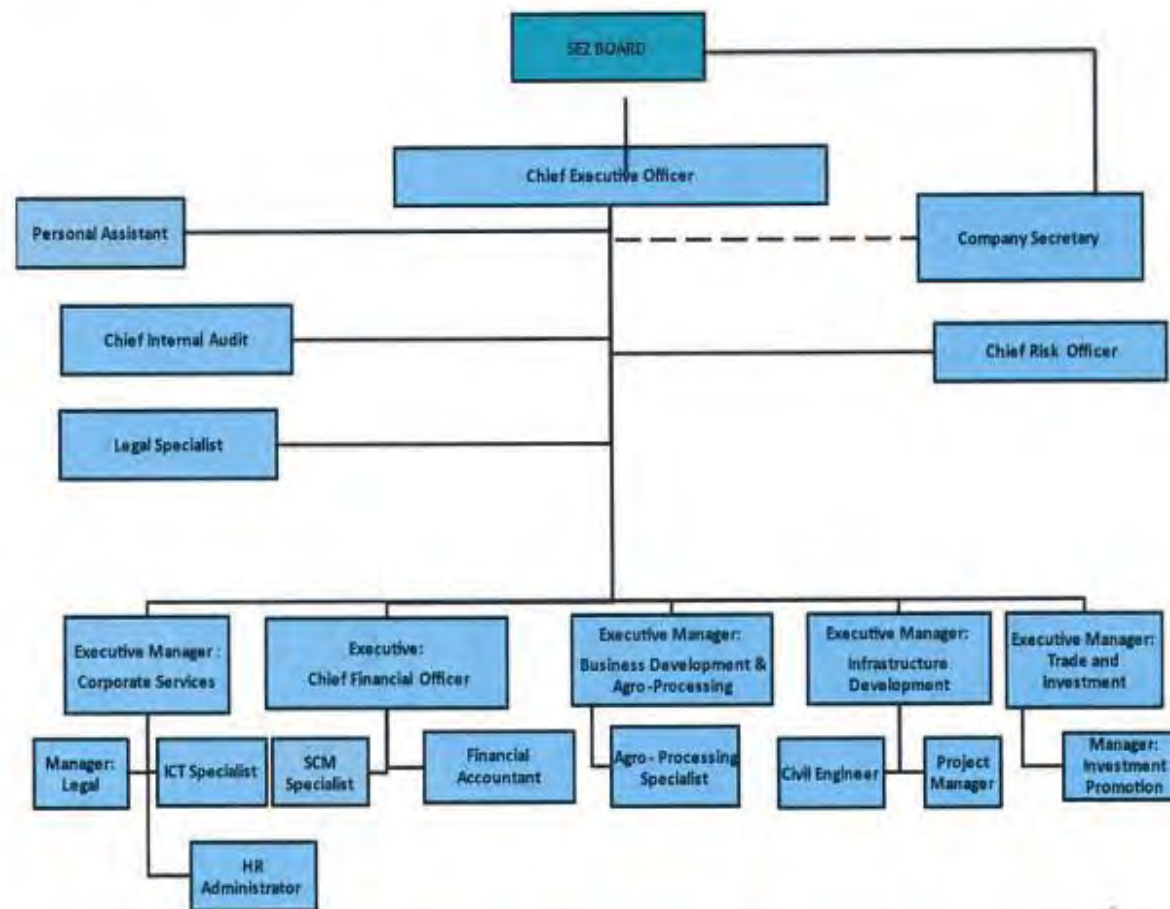 SEZ BOARD
Chief Executive Officer
Personal Assistant
Company Secretary
Chief Internal Audit
Chief Risk Officer
Legal Specialist
Executive Manager :
Corporate Services
Executive:
Chief Financial Officer
Executive Manager:
Business Development &
Agro-Processing
Executive Manager:
Infrastructure
Development
Executive Manager:
Trade and
Investment
Manager:
Legal
ICT Specialist
SCM
Specialist
Financial
Accountant
Agro- Processing
Specialist
Civil Engineer
Project
Manager
Manager:
Investment
Promotion
HR
Administrator